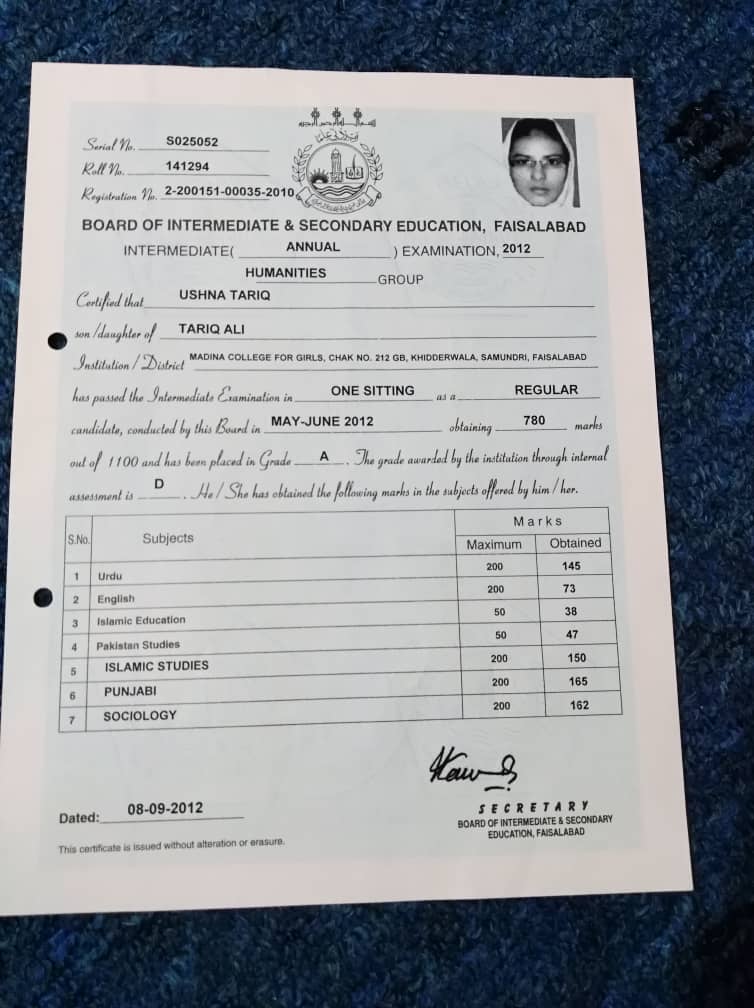 Serial No. S025052
Roll No. 141294
Registration No. 2-200151-00035-2010
BOARD OF INTERMEDIATE & SECONDARY EDUCATION, FAISALABAD
INTERMEDIATE( ANNUAL ) EXAMINATION, 2012
HUMANITIES GROUP
Certified that USHNA TARIQ
son/daughter of TARIQ ALI
Institution / District MADINA COLLEGE FOR GIRLS, CHAK NO. 212 GB, KHIDDERWALA, SAMUNDRI, FAISALABAD
has passed the Intermediate Examination in ONE SITTING as a REGULAR
candidate, conducted by this Board in MAY-JUNE 2012 obtaining 780 marks
out of 1100 and has been placed in Grade A . The grade awarded by the institution through internal
assessment is D . He / She has obtained the following marks in the subjects offered by him / her.
S.No. Subjects Marks
Maximum Obtained
1 Urdu 200 145
2 English 200 73
3 Islamic Education 50 38
4 Pakistan Studies 50 47
5 ISLAMIC STUDIES 200 150
6 PUNJABI 200 165
7 SOCIOLOGY 200 162
Dated: 08-09-2012
SECRETARY
BOARD OF INTERMEDIATE & SECONDARY
EDUCATION, FAISALABAD
This certificate is issued without alteration or erasure.